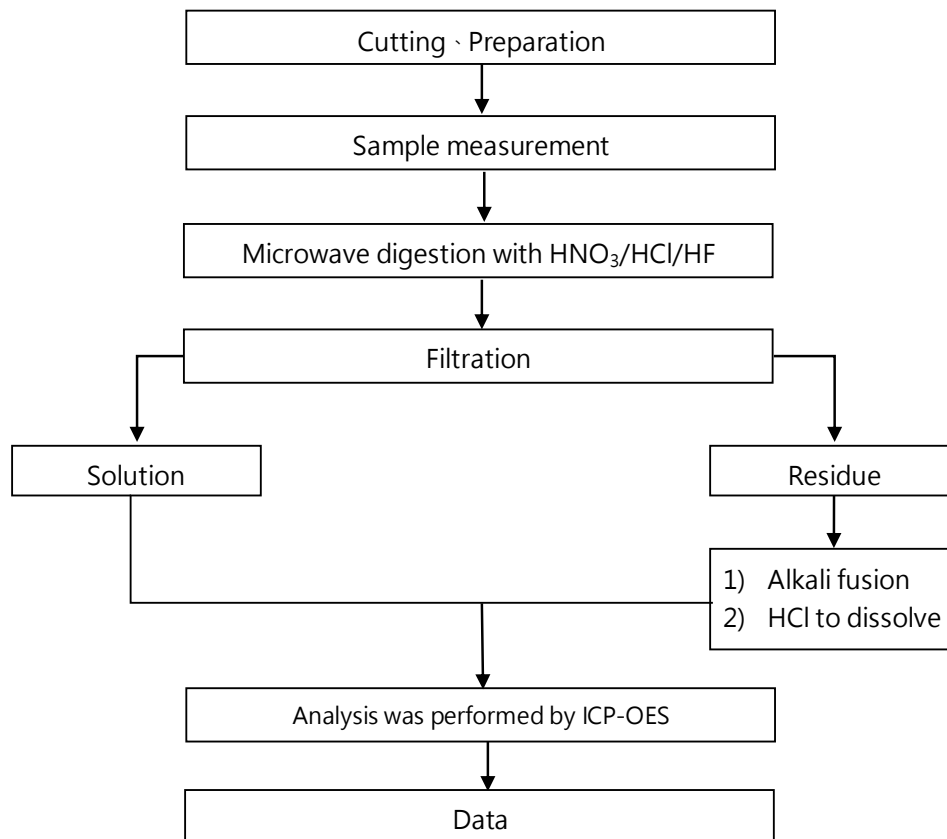 Cutting、Preparation
Sample measurement
Microwave digestion with HNO₃/HCl/HF
Filtration
Solution
Residue
1) Alkali fusion
2) HCl to dissolve
Analysis was performed by ICP-OES
Data